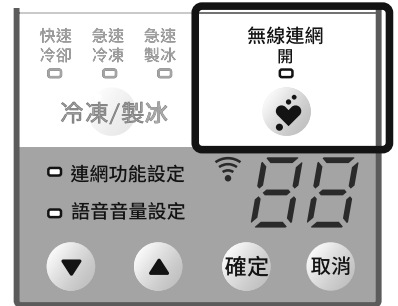 快速 急速 急速 無線連網
冷卻 冷凍 製冰 開
冷凍/製冰
連網功能設定
88
語音音量設定
確定 取消